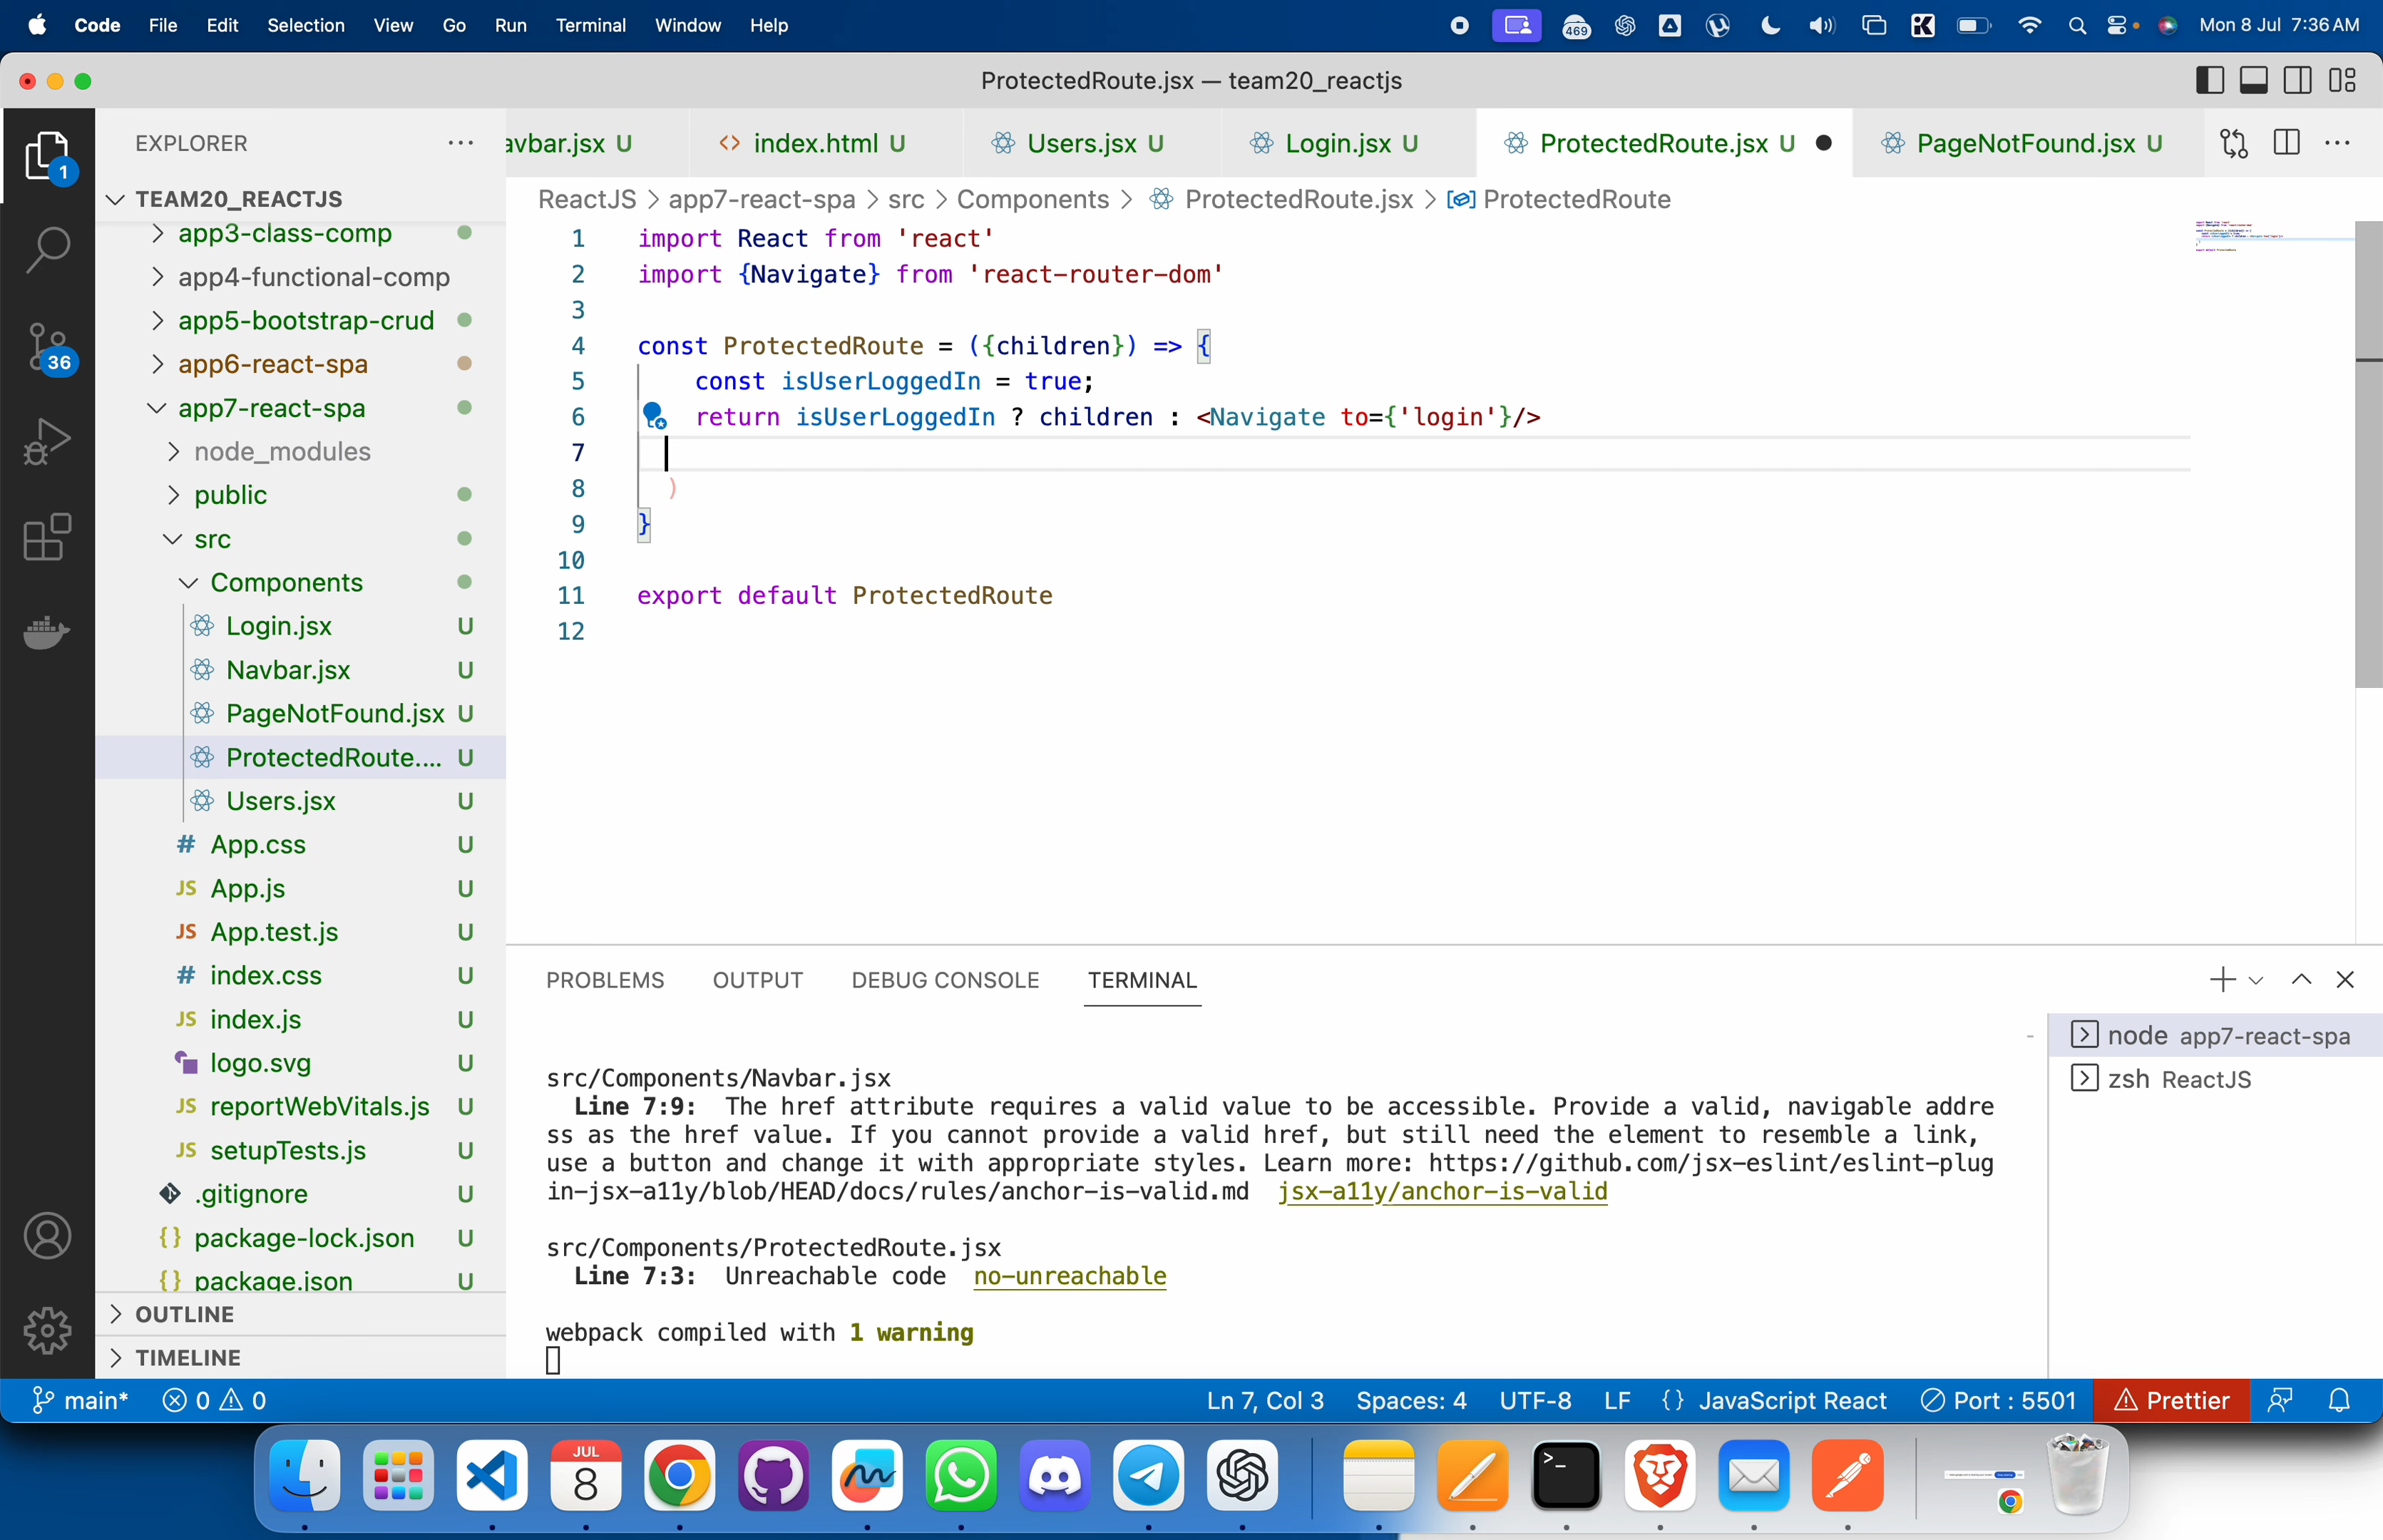 Code File Edit Selection View Go Run Terminal Window Help 469 Mon 8 Jul 7:36 AM
ProtectedRoute.jsx — team20_reactjs
EXPLORER
avbar.jsx U index.html U Users.jsx U Login.jsx U ProtectedRoute.jsx U PageNotFound.jsx U
ReactJS > app7-react-spa > src > Components > ProtectedRoute.jsx > ProtectedRoute
1
36
TEAM20_REACTJS
app3-class-comp
app4-functional-comp
app5-bootstrap-crud
app6-react-spa
app7-react-spa
node_modules
public
src
Components
Login.jsx U
Navbar.jsx U
PageNotFound.jsx U
ProtectedRoute.... U
Users.jsx U
# App.css U
JS App.js U
JS App.test.js U
# index.css U
JS index.js U
logo.svg U
JS reportWebVitals.js U
JS setupTests.js U
.gitignore U
{} package-lock.json U
{} package.json U
OUTLINE
TIMELINE
1 import React from 'react'
2 import {Navigate} from 'react-router-dom'
3
4 const ProtectedRoute = ({children}) => {
5 const isUserLoggedIn = true;
6 return isUserLoggedIn ? children : <Navigate to={'login'}/>
7
8 )
9 }
10
11 export default ProtectedRoute
12
PROBLEMS OUTPUT DEBUG CONSOLE TERMINAL
src/Components/Navbar.jsx
Line 7:9: The href attribute requires a valid value to be accessible. Provide a valid, navigable addre
ss as the href value. If you cannot provide a valid href, but still need the element to resemble a link,
use a button and change it with appropriate styles. Learn more: https://github.com/jsx-eslint/eslint-plug
in-jsx-a11y/blob/HEAD/docs/rules/anchor-is-valid.md jsx-a11y/anchor-is-valid
src/Components/ProtectedRoute.jsx
Line 7:3: Unreachable code no-unreachable
webpack compiled with 1 warning
node app7-react-spa
zsh ReactJS
main* 0 0 Ln 7, Col 3 Spaces: 4 UTF-8 LF {} JavaScript React Port : 5501 Prettier
JUL
8